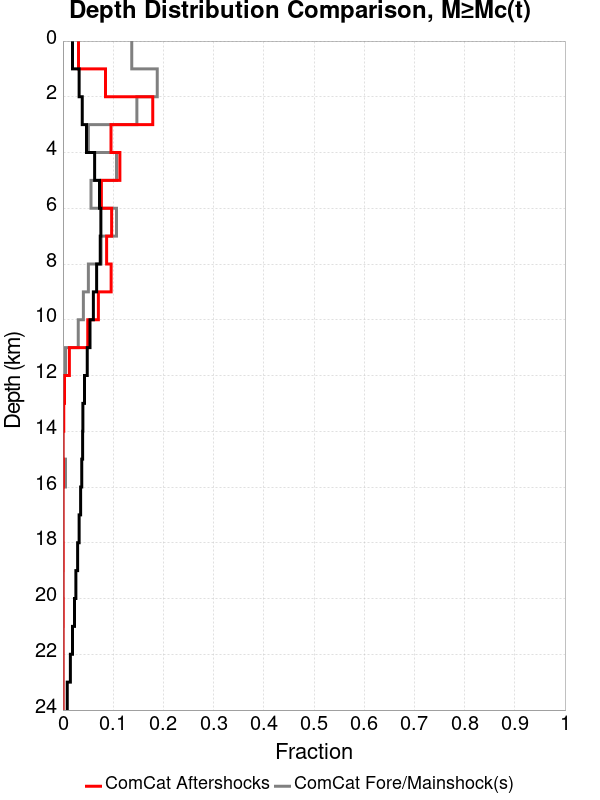 Depth Distribution Comparison, M≥Mc(t)
0
2
4
6
8
10
12
14
16
18
20
22
24
Depth (km)
0 0.1 0.2 0.3 0.4 0.5 0.6 0.7 0.8 0.9 1
Fraction
ComCat Aftershocks ComCat Fore/Mainshock(s)